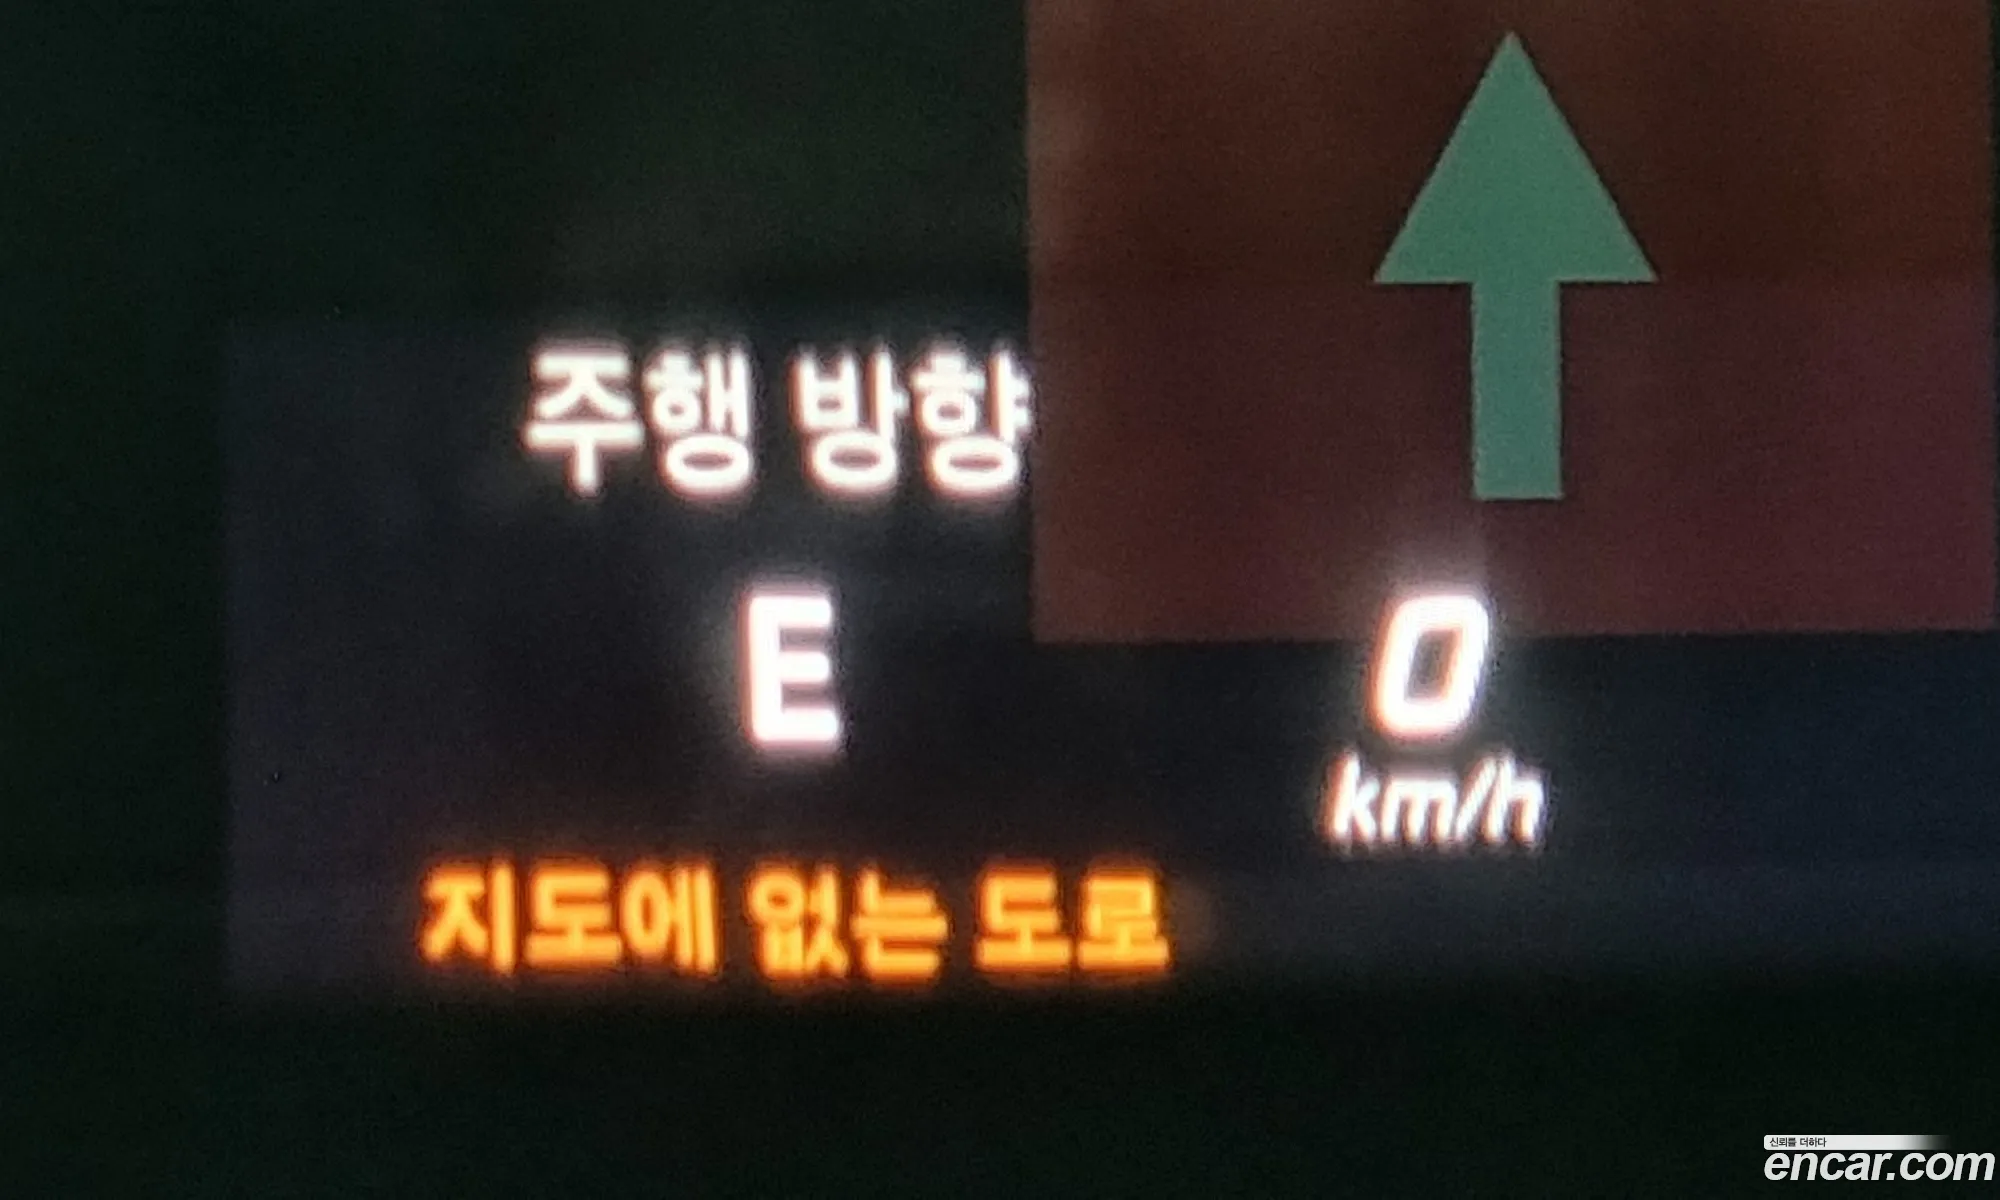 주행 방향
E
0
km/h
지도에 없는 도로
신뢰를 더하다
encar.com